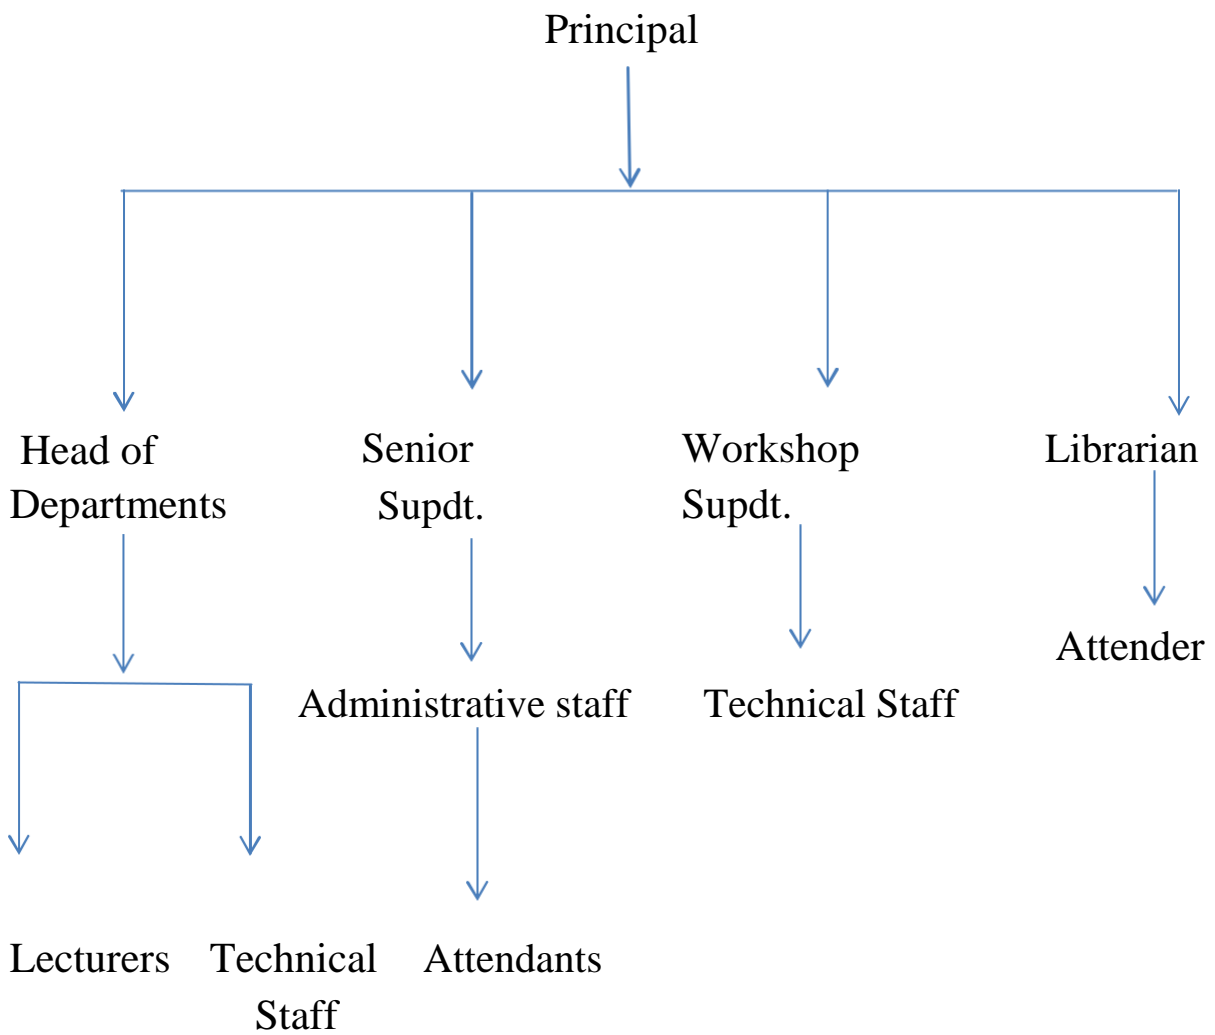 Principal
Head of
Departments
Senior
Supdt.
Workshop
Supdt.
Librarian
Attender
Administrative staff
Technical Staff
Lecturers
Technical
Staff
Attendants